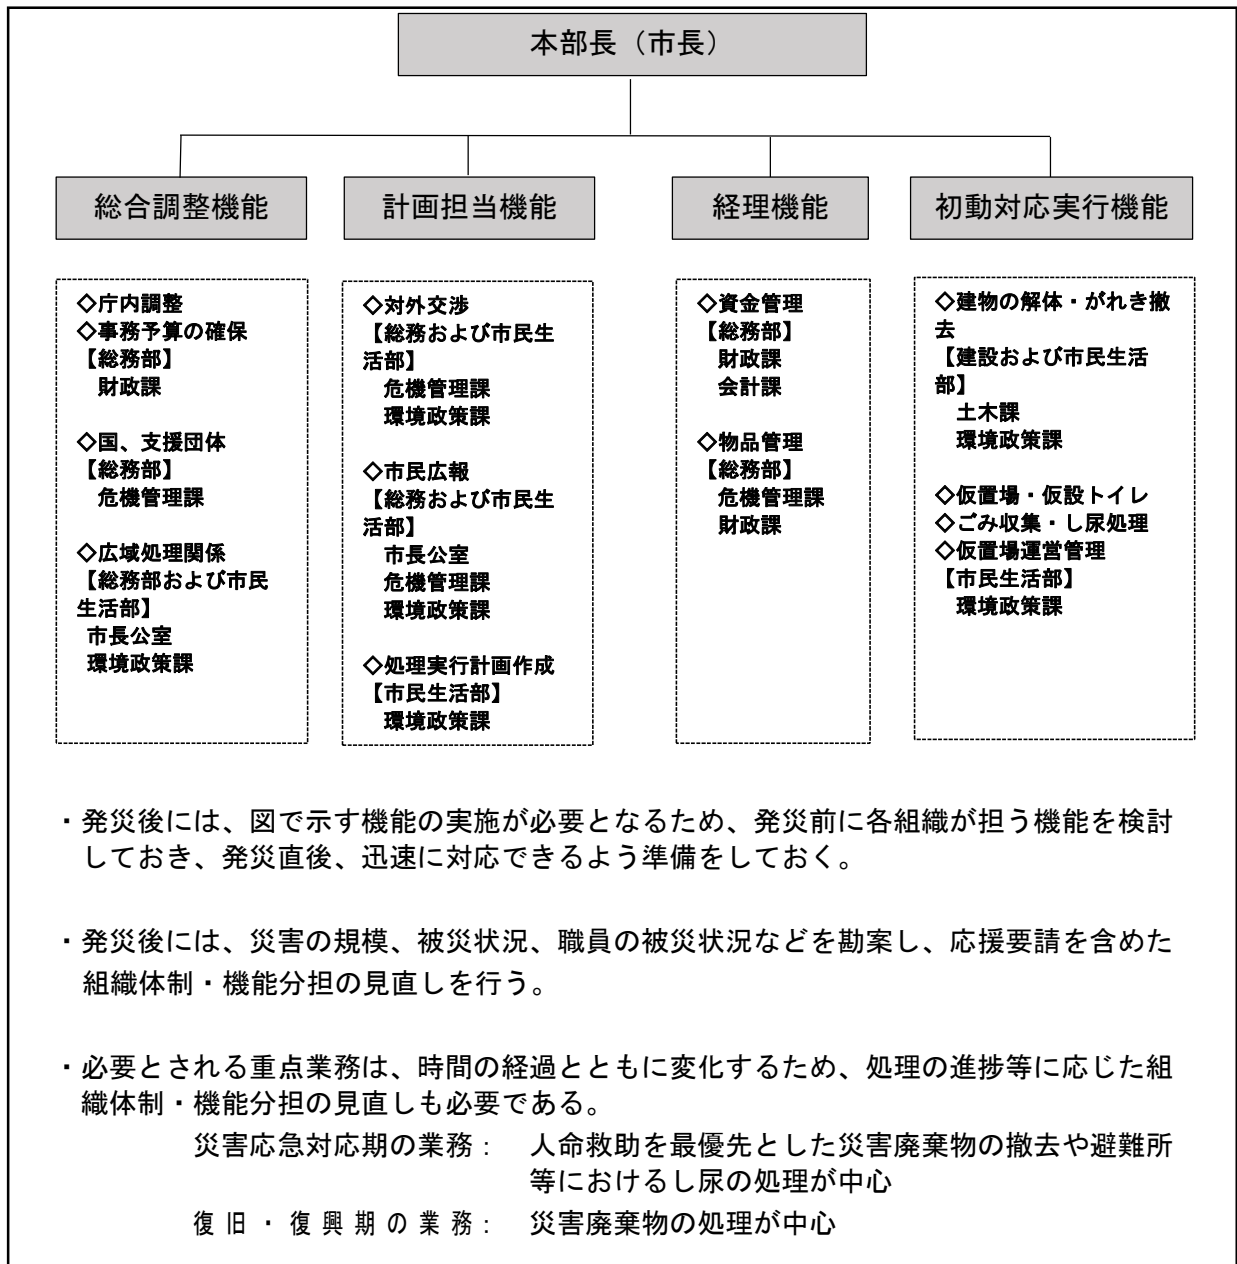 本部長（市長）
総合調整機能
計画担当機能
経理機能
初動対応実行機能
◇庁内調整
◇事務予算の確保
【総務部】
財政課
◇国、支援団体
【総務部】
危機管理課
◇広域処理関係
【総務部および市民
生活部】
市長公室
環境政策課
◇対外交渉
【総務および市民生
活部】
危機管理課
環境政策課
◇市民広報
【総務および市民生
活部】
市長公室
危機管理課
環境政策課
◇処理実行計画作成
【市民生活部】
環境政策課
◇資金管理
【総務部】
財政課
会計課
◇物品管理
【総務部】
危機管理課
財政課
◇建物の解体・がれき撤
去
【建設および市民生活
部】
土木課
環境政策課
◇仮置場・仮設トイレ
◇ごみ収集・し尿処理
◇仮置場運営管理
【市民生活部】
環境政策課
・発災後には、図で示す機能の実施が必要となるため、発災前に各組織が担う機能を検討
しておき、発災直後、迅速に対応できるよう準備をしておく。
・発災後には、災害の規模、被災状況、職員の被災状況などを勘案し、応援要請を含めた
組織体制・機能分担の見直しを行う。
・必要とされる重点業務は、時間の経過とともに変化するため、処理の進捗等に応じた組
織体制・機能分担の見直しも必要である。
災害応急対応期の業務： 人命救助を最優先とした災害廃棄物の撤去や避難所
等におけるし尿の処理が中心
復旧・復興期の業務： 災害廃棄物の処理が中心